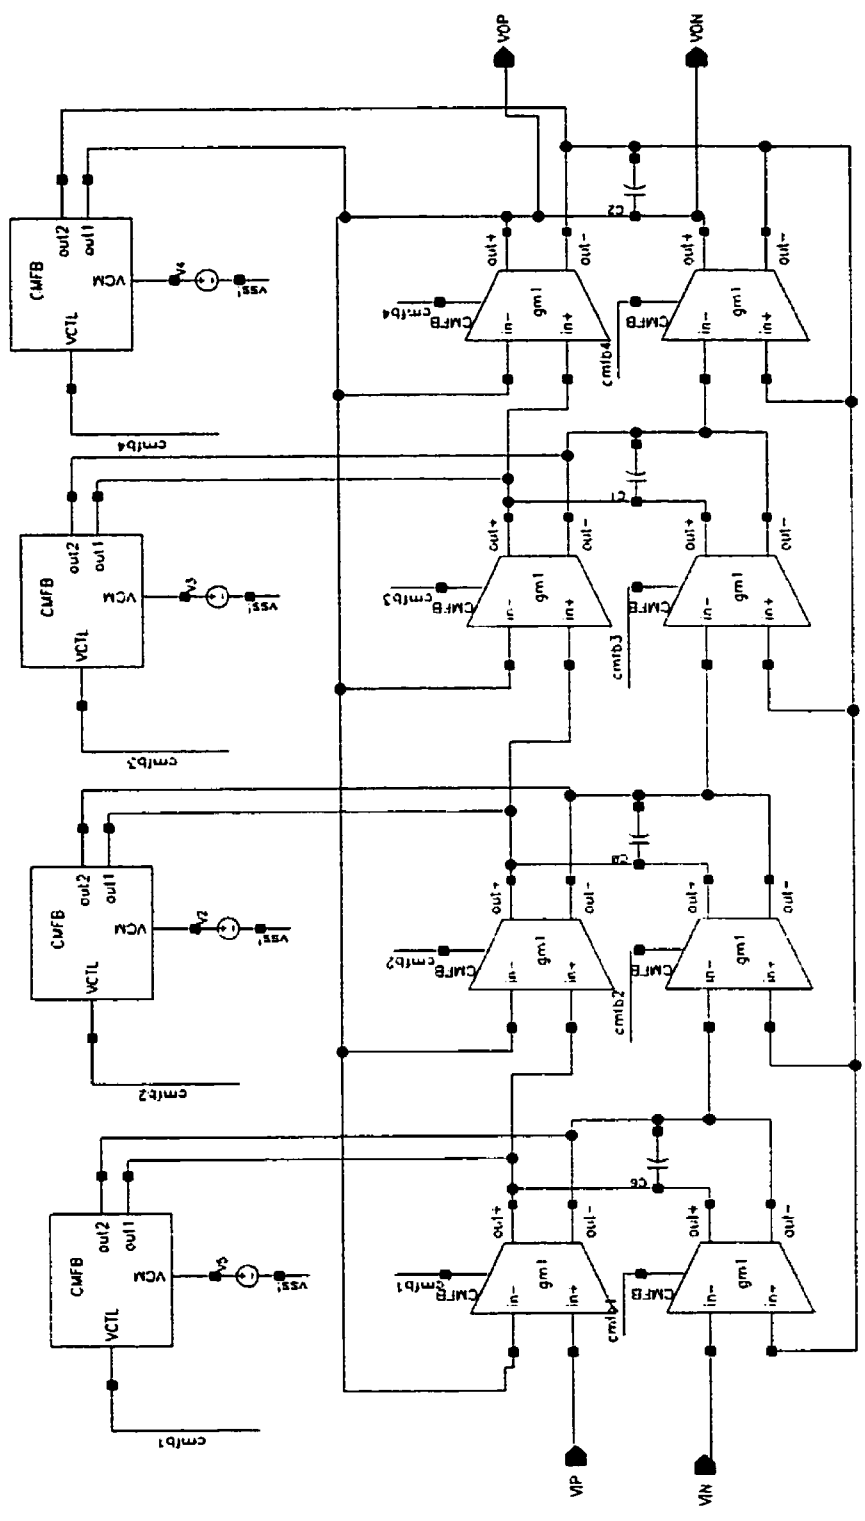 VOP
VON
out2
out1
CMFB
VCM
VCTL
V4
vss!
cmfb4
out+
out-
C2
out+
out-
cmfb4
CMFB
in-
in+
gm1
cmfb4
CMFB
in-
in+
gm1
out2
out1
CMFB
VCM
VCTL
V3
vss!
cmfb3
out+
out-
C1
out+
out-
cmfb3
CMFB
in-
in+
gm1
cmfb3
CMFB
in-
in+
gm1
out2
out1
CMFB
VCM
VCTL
V2
vss!
cmfb2
out+
out-
out+
out-
cmfb2
CMFB
in-
in+
gm1
cmfb2
CMFB
in-
in+
gm1
out2
out1
CMFB
VCM
VCTL
V5
vss!
cmfb1
out+
out-
C6
out+
out-
cmfb1
CMFB
in-
in+
gm1
cmfb1
CMFB
in-
in+
gm1
VIP
VIN